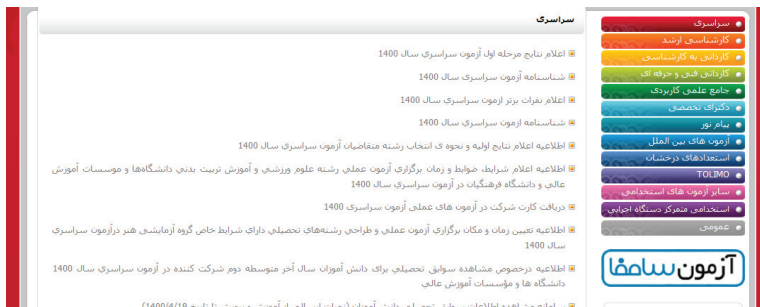 سراسری
اعلام نتایج مرحله اول آزمون سراسري سال 1400
شناسنامه آزمون سراسری سال 1400
اعلام نفرات برتر ازمون سراسري سال 1400
شناسنامه ازمون سراسری سال 1400
اطلاعیه اعلام نتایج اولیه و نحوه ی انتخاب رشته متقاضیان آزمون سراسری سال 1400
اطلاعیه اعلام شرایط، ضوابط و زمان برگزاری آزمون عملی رشته علوم ورزشی و آموزش تربیت بدنی دانشگاه‌ها و موسسات آموزش
عالی و دانشگاه فرهنگیان در آزمون سراسری سال 1400
دریافت کارت شرکت در آزمون های عملی آزمون سراسری 1400
اطلاعیه تعیین زمان و مکان برگزاري آزمون عملی و طراحی رشته‌های تحصیلی داراي شرایط خاص گروه آزمایشی هنر درآزمون سراسري
سال 1400
اطلاعیه درخصوص مشاهده سوابق تحصیلی برای دانش آموزان سال آخر متوسطه دوم شرکت کننده در آزمون سراسری سال 1400
دانشگاه ها و مؤسسات آموزش عالي
سراسری
کارشناسی ارشد
کاردانی به کارشناسی
کاردانی فنی و حرفه ای
جامع علمی کاربردی
دکترای تخصصی
پیام نور
آزمون های بین الملل
استعدادهای درخشان
TOLIMO
سایر آزمون های استخدامی
استخدامی متمرکز دستگاه اجرایی
عمومی
آزمون سامفا